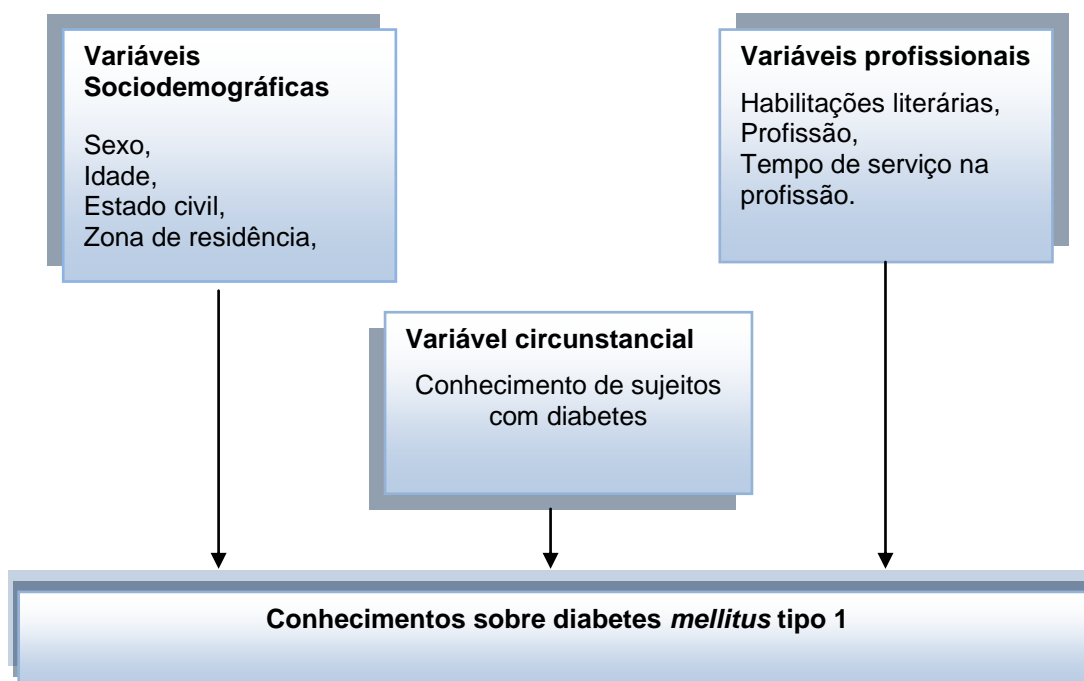 Variáveis
Sociodemográficas
Sexo,
Idade,
Estado civil,
Zona de residência,
Variáveis profissionais
Habilitações literárias,
Profissão,
Tempo de serviço na
profissão.
Variável circunstancial
Conhecimento de sujeitos
com diabetes
Conhecimentos sobre diabetes mellitus tipo 1